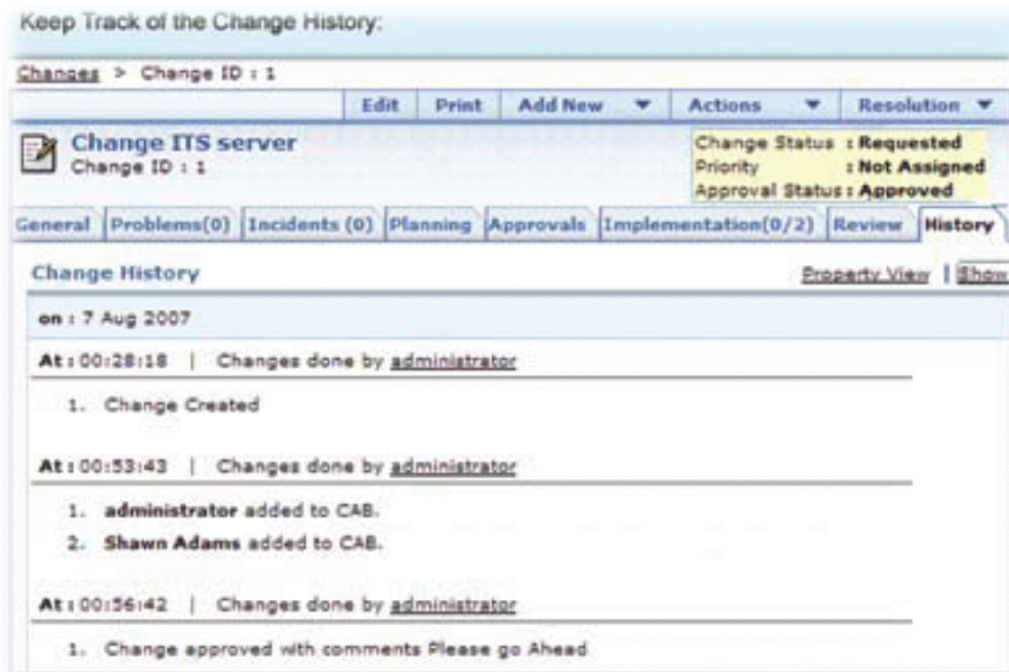 Keep Track of the Change History:
Changes > Change ID : 1
Edit Print Add New Actions Resolution
Change ITS server
Change ID : 1
Change Status : Requested
Priority : Not Assigned
Approval Status : Approved
General Problems(0) Incidents (0) Planning Approvals Implementation(0/2) Review History
Change History
Property View | Show
on : 7 Aug 2007
At : 00:28:18 | Changes done by administrator
1. Change Created
At : 00:53:43 | Changes done by administrator
1. administrator added to CAB.
2. Shawn Adams added to CAB.
At : 00:56:42 | Changes done by administrator
1. Change approved with comments Please go Ahead